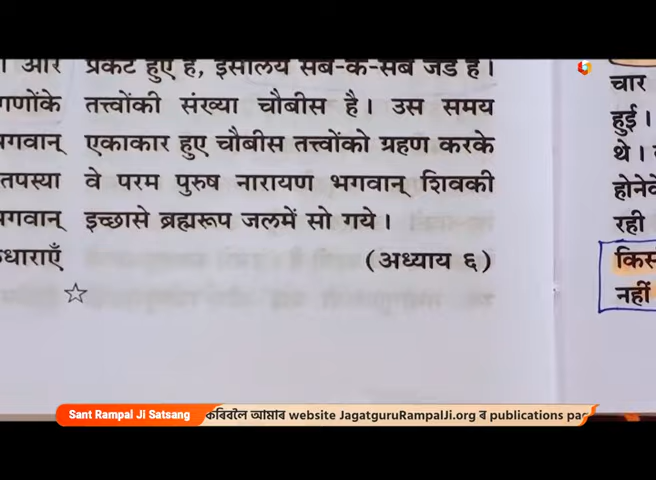 ा और प्रकट हुए हैं, इसलिये सब-के-सब जड हैं।
गणोंके तत्त्वोंकी संख्या चौबीस है। उस समय
भगवान् एकाकार हुए चौबीस तत्त्वोंको ग्रहण करके
तपस्या वे परम पुरुष नारायण भगवान् शिवकी
भगवान् इच्छासे ब्रह्मरूप जलमें सो गये।
धाराएँ (अध्याय ६)
☆
चार
हुई।
थे।
होनेके
रही
किस
नहीं
Sant Rampal Ji Satsang
কৰিবলৈ আমাৰ website JagatguruRampalJi.org ৰ publications pag